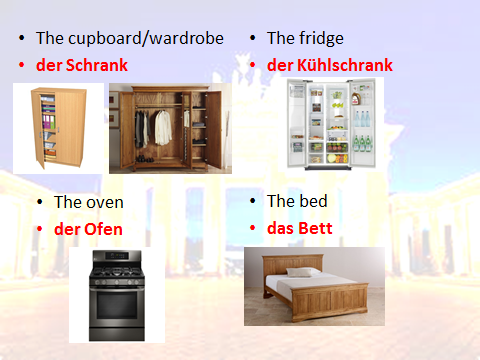 • The cupboard/wardrobe
• der Schrank
• The fridge
• der Kühlschrank
• The oven
• der Ofen
• The bed
• das Bett